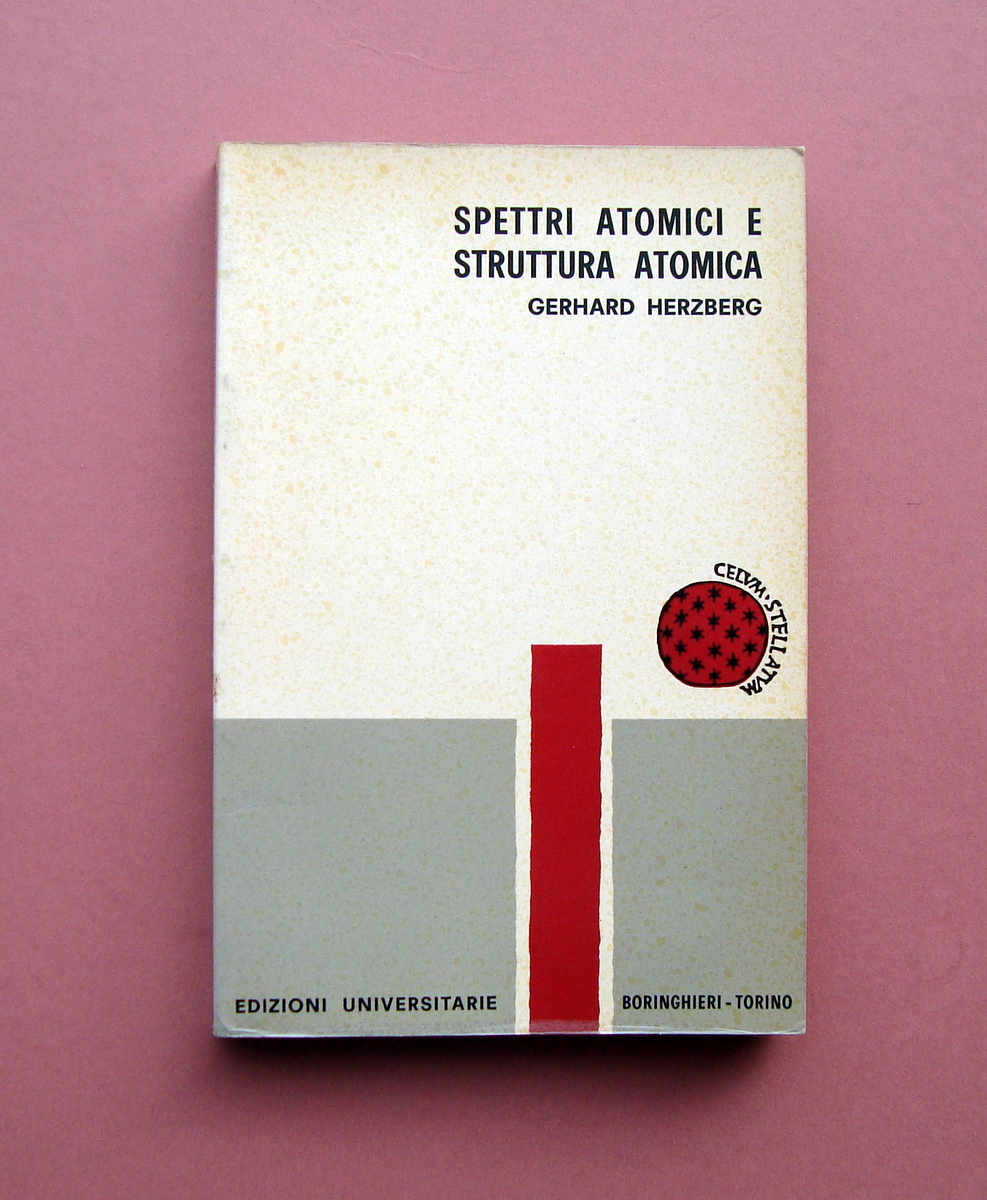 SPETTRI ATOMICI E
STRUTTURA ATOMICA
GERHARD HERZBERG
CELVM · STELLATVM
EDIZIONI UNIVERSITARIE
BORINGHIERI - TORINO